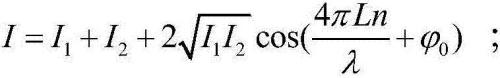 I = I₁ + I₂ + 2√(I₁I₂) cos(4πLn/λ + φ₀) ;